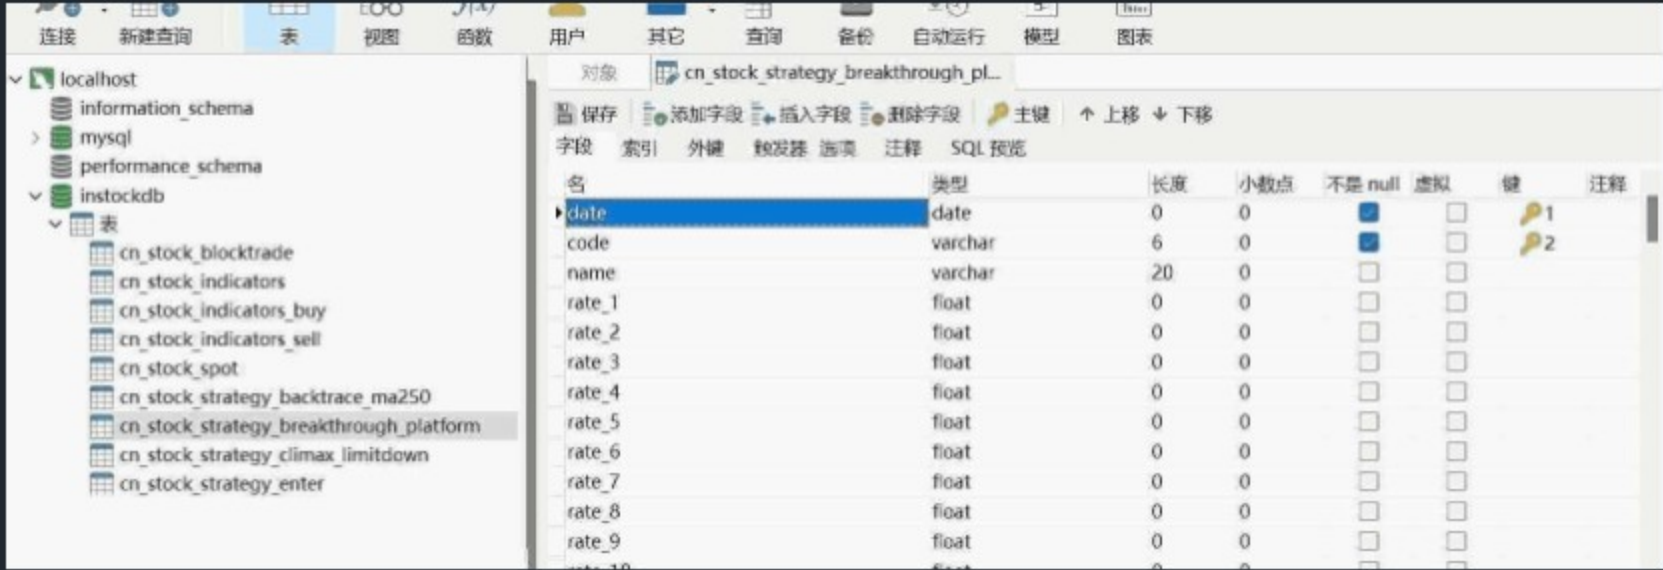 连接 新建查询 表 视图 函数 用户 其它 查询 备份 自动运行 模型 图表
localhost
information_schema
mysql
performance_schema
instockdb
表
cn_stock_blocktrade
cn_stock_indicators
cn_stock_indicators_buy
cn_stock_indicators_sell
cn_stock_spot
cn_stock_strategy_backtrace_ma250
cn_stock_strategy_breakthrough_platform
cn_stock_strategy_climax_limitdown
cn_stock_strategy_enter
对象 cn_stock_strategy_breakthrough_pl...
保存 添加字段 插入字段 删除字段 主键 ↑ 上移 ↓ 下移
字段 索引 外键 触发器 选项 注释 SQL 预览
名 类型 长度 小数点 不是 null 虚拟 键 注释
date date 0 0 1
code varchar 6 0 2
name varchar 20 0
rate_1 float 0 0
rate_2 float 0 0
rate_3 float 0 0
rate_4 float 0 0
rate_5 float 0 0
rate_6 float 0 0
rate_7 float 0 0
rate_8 float 0 0
rate_9 float 0 0